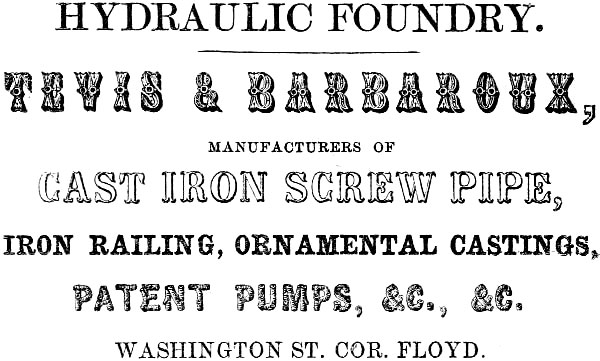 HYDRAULIC FOUNDRY.
TEVIS & BARBAROUX,
MANUFACTURERS OF
CAST IRON SCREW PIPE,
IRON RAILING, ORNAMENTAL CASTINGS,
PATENT PUMPS, &C., &C.
WASHINGTON ST. COR. FLOYD.